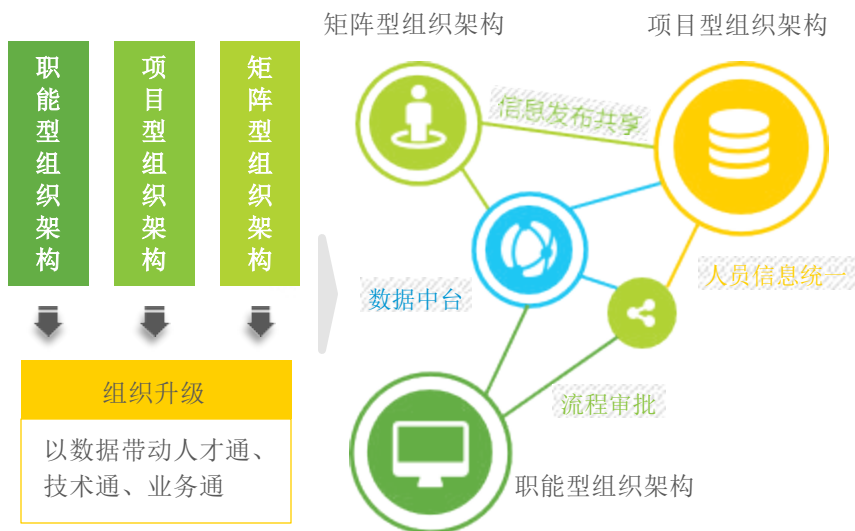 职能型组织架构
项目型组织架构
矩阵型组织架构
组织升级
以数据带动人才通、
技术通、业务通
矩阵型组织架构
项目型组织架构
信息发布共享
数据中台
人员信息统一
流程审批
职能型组织架构